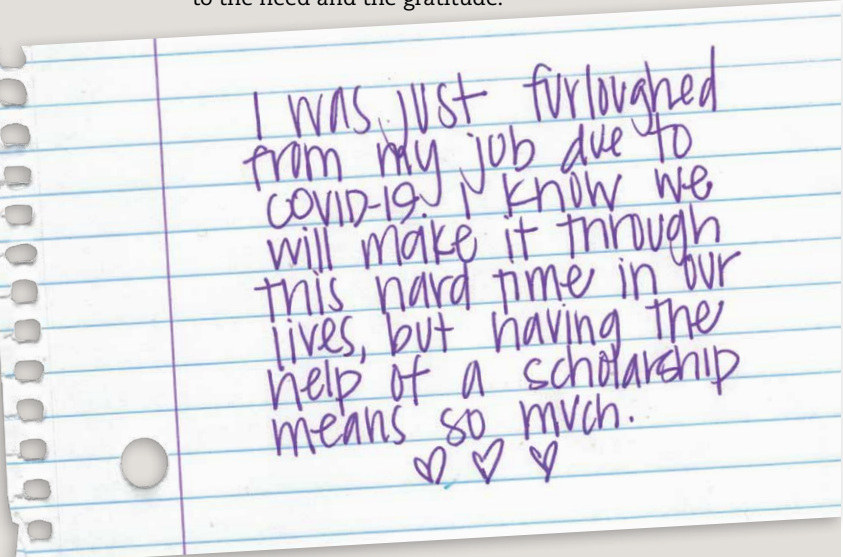 to the need and the gratitude.
I was just furloughed
from my job due to
COVID-19. i know we
will make it through
this hard time in our
lives, but having the
help of a scholarship
means so much.
♡ ♡ ♡